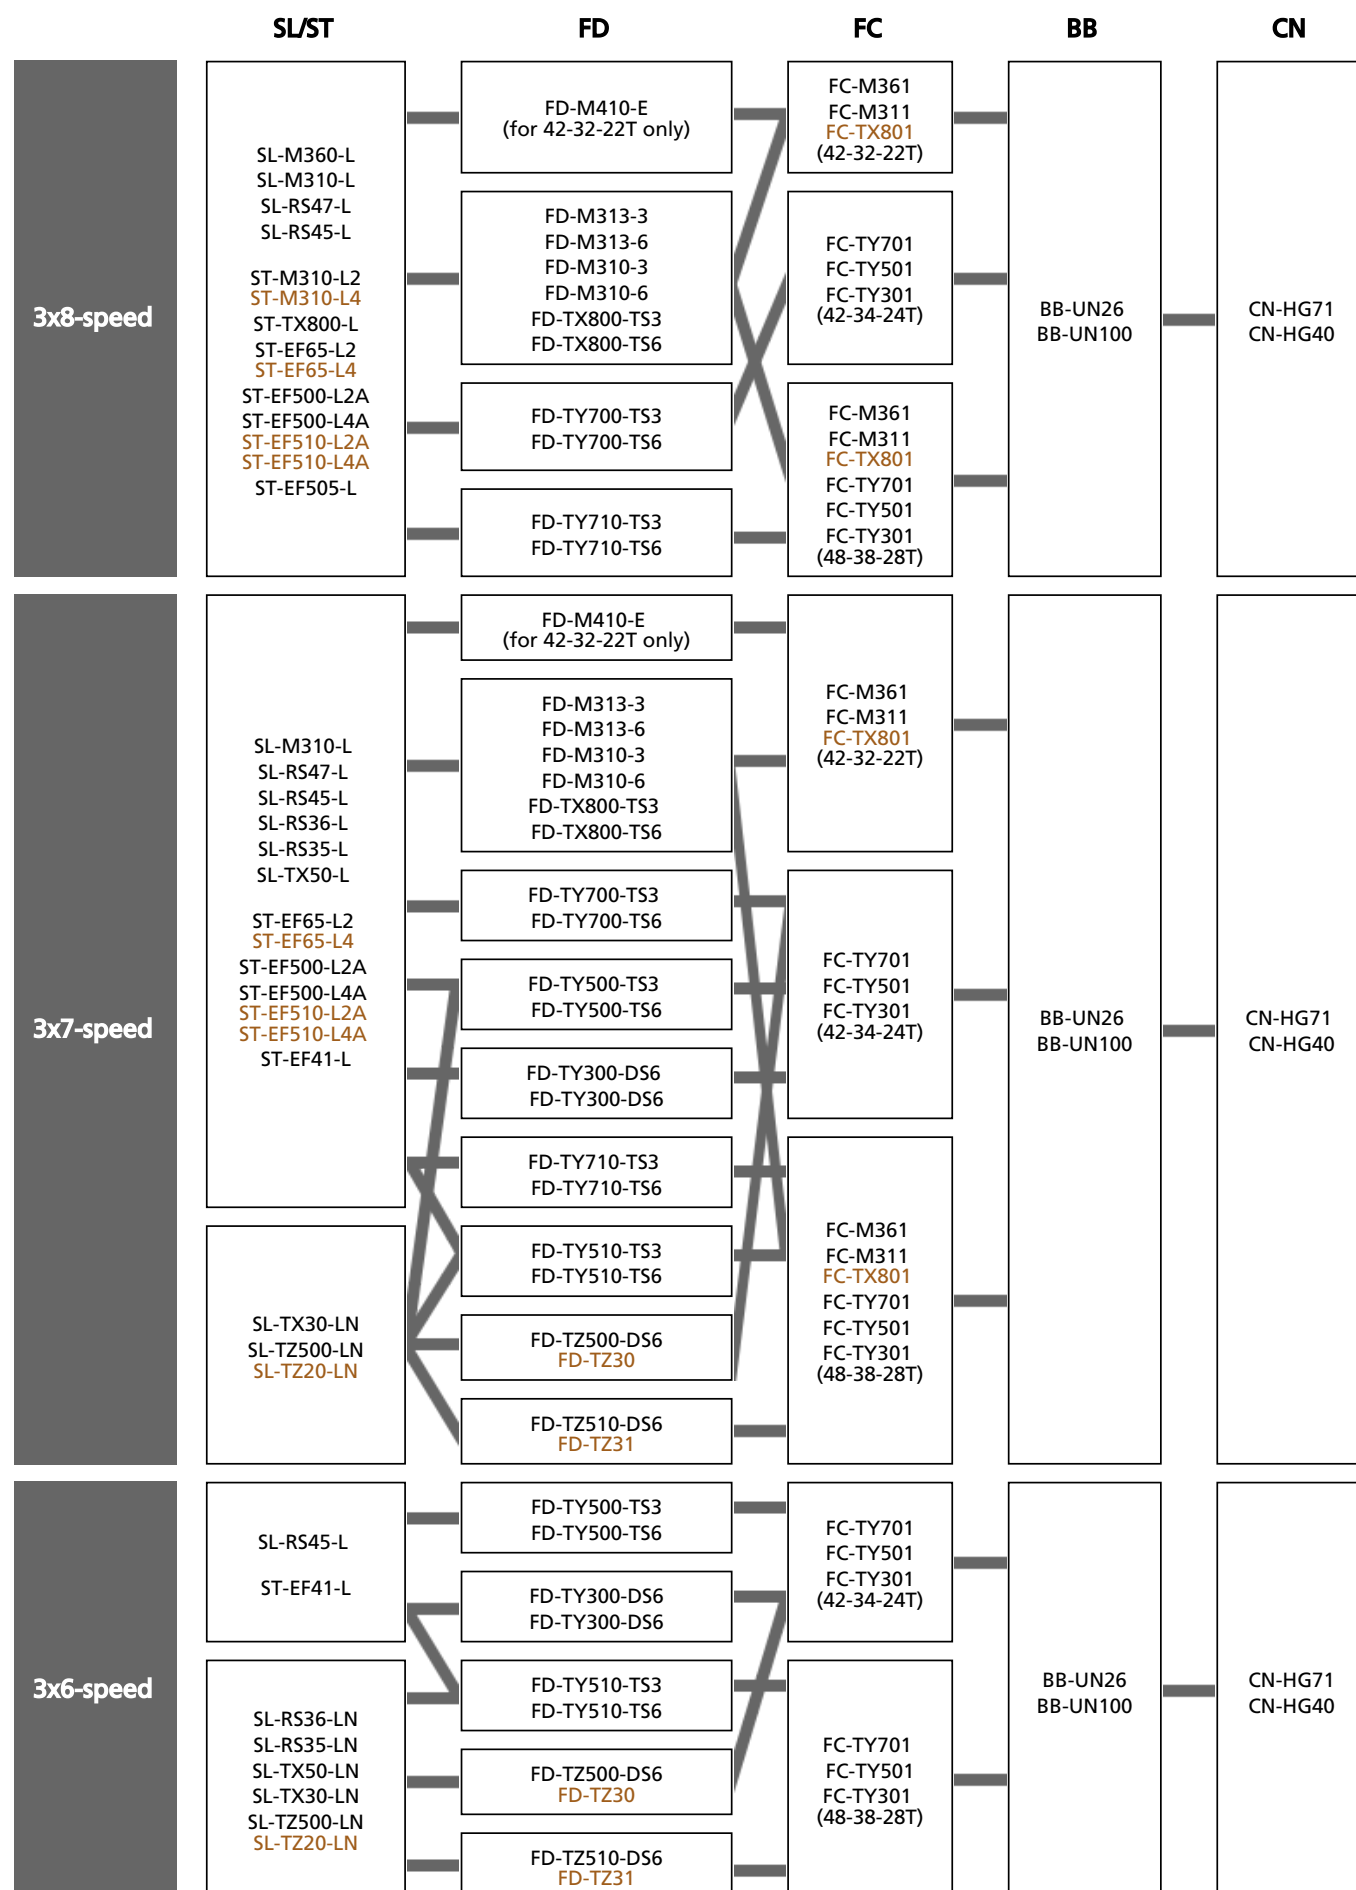 SL/ST
FD
FC
BB
CN
3x8-speed
SL-M360-L
SL-M310-L
SL-RS47-L
SL-RS45-L
ST-M310-L2
ST-M310-L4
ST-TX800-L
ST-EF65-L2
ST-EF65-L4
ST-EF500-L2A
ST-EF500-L4A
ST-EF510-L2A
ST-EF510-L4A
ST-EF505-L
FD-M410-E
(for 42-32-22T only)
FD-M313-3
FD-M313-6
FD-M310-3
FD-M310-6
FD-TX800-TS3
FD-TX800-TS6
FD-TY700-TS3
FD-TY700-TS6
FD-TY710-TS3
FD-TY710-TS6
FC-M361
FC-M311
FC-TX801
(42-32-22T)
FC-TY701
FC-TY501
FC-TY301
(42-34-24T)
FC-M361
FC-M311
FC-TX801
FC-TY701
FC-TY501
FC-TY301
(48-38-28T)
BB-UN26
BB-UN100
CN-HG71
CN-HG40
3x7-speed
SL-M310-L
SL-RS47-L
SL-RS45-L
SL-RS36-L
SL-RS35-L
SL-TX50-L
ST-EF65-L2
ST-EF65-L4
ST-EF500-L2A
ST-EF500-L4A
ST-EF510-L2A
ST-EF510-L4A
ST-EF41-L
SL-TX30-LN
SL-TZ500-LN
SL-TZ20-LN
FD-M410-E
(for 42-32-22T only)
FD-M313-3
FD-M313-6
FD-M310-3
FD-M310-6
FD-TX800-TS3
FD-TX800-TS6
FD-TY700-TS3
FD-TY700-TS6
FD-TY500-TS3
FD-TY500-TS6
FD-TY300-DS6
FD-TY300-DS6
FD-TY710-TS3
FD-TY710-TS6
FD-TY510-TS3
FD-TY510-TS6
FD-TZ500-DS6
FD-TZ30
FD-TZ510-DS6
FD-TZ31
FC-M361
FC-M311
FC-TX801
(42-32-22T)
FC-TY701
FC-TY501
FC-TY301
(42-34-24T)
FC-M361
FC-M311
FC-TX801
FC-TY701
FC-TY501
FC-TY301
(48-38-28T)
BB-UN26
BB-UN100
CN-HG71
CN-HG40
3x6-speed
SL-RS45-L
ST-EF41-L
SL-RS36-LN
SL-RS35-LN
SL-TX50-LN
SL-TX30-LN
SL-TZ500-LN
SL-TZ20-LN
FD-TY500-TS3
FD-TY500-TS6
FD-TY300-DS6
FD-TY300-DS6
FD-TY510-TS3
FD-TY510-TS6
FD-TZ500-DS6
FD-TZ30
FD-TZ510-DS6
FD-TZ31
FC-TY701
FC-TY501
FC-TY301
(42-34-24T)
FC-TY701
FC-TY501
FC-TY301
(48-38-28T)
BB-UN26
BB-UN100
CN-HG71
CN-HG40